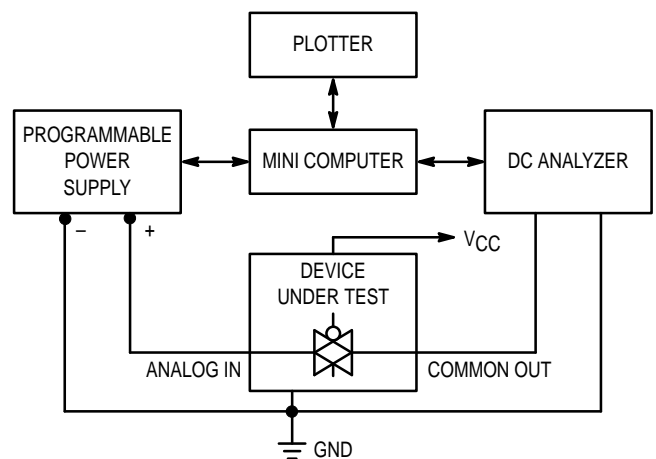 PLOTTER
PROGRAMMABLE
POWER
SUPPLY
MINI COMPUTER
DC ANALYZER
– +
VCC
DEVICE
UNDER TEST
ANALOG IN
COMMON OUT
GND